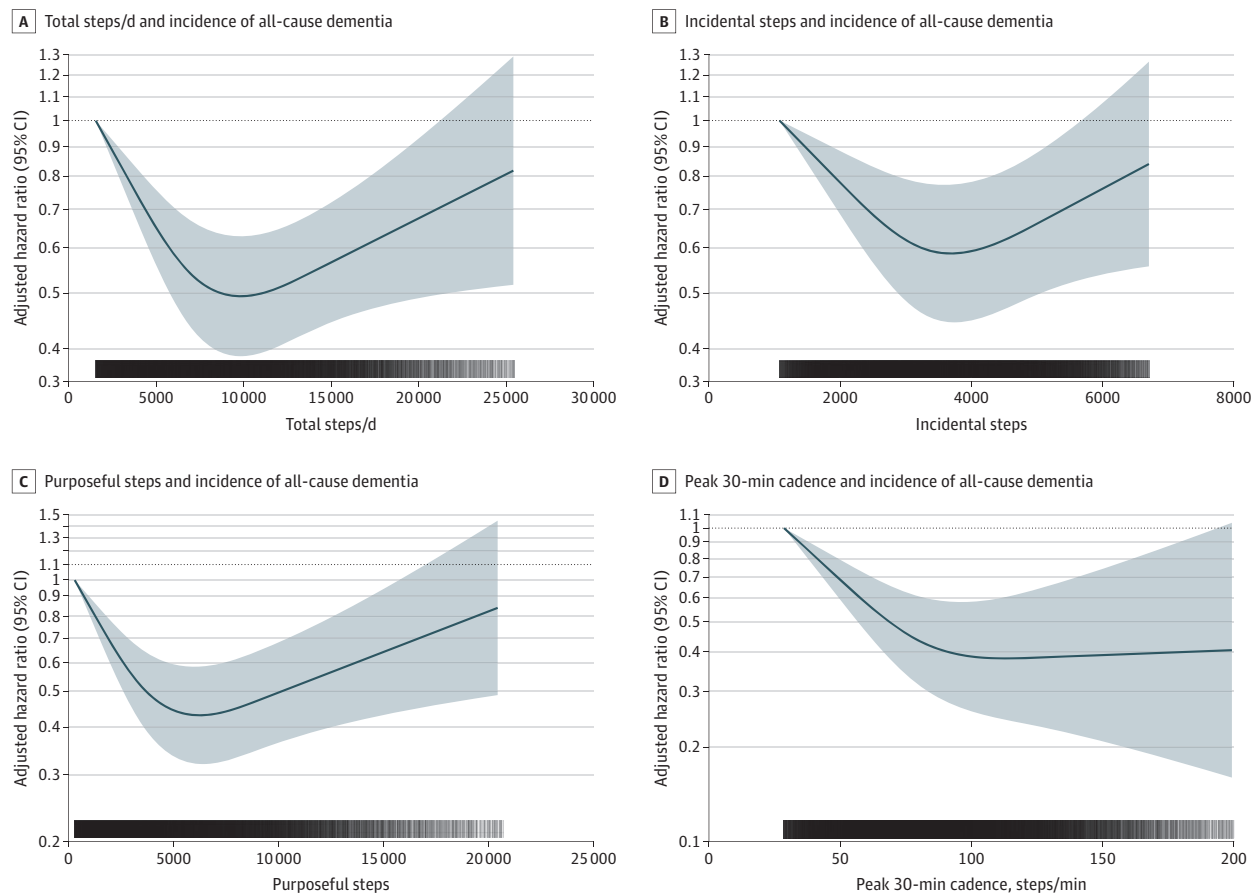 A Total steps/d and incidence of all-cause dementia
1.3
1.2
1.1
1
0.9
0.8
0.7
0.6
0.5
0.4
0.3
Adjusted hazard ratio (95% CI)
0 5000 10000 15000 20000 25000 30000
Total steps/d
B Incidental steps and incidence of all-cause dementia
1.3
1.2
1.1
1
0.9
0.8
0.7
0.6
0.5
0.4
0.3
Adjusted hazard ratio (95% CI)
0 2000 4000 6000 8000
Incidental steps
C Purposeful steps and incidence of all-cause dementia
1.5
1.3
1.1
1
0.9
0.8
0.7
0.6
0.5
0.4
0.3
0.2
Adjusted hazard ratio (95% CI)
0 5000 10000 15000 20000 25000
Purposeful steps
D Peak 30-min cadence and incidence of all-cause dementia
1.1
1
0.9
0.8
0.7
0.6
0.5
0.4
0.3
0.2
0.1
Adjusted hazard ratio (95% CI)
0 50 100 150 200
Peak 30-min cadence, steps/min